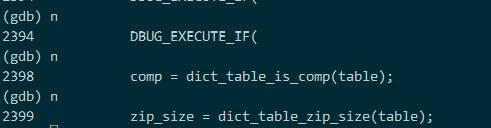 (gdb) n
2394 DBUG_EXECUTE_IF(
(gdb) n
2398 comp = dict_table_is_comp(table);
(gdb) n
2399 zip_size = dict_table_zip_size(table);